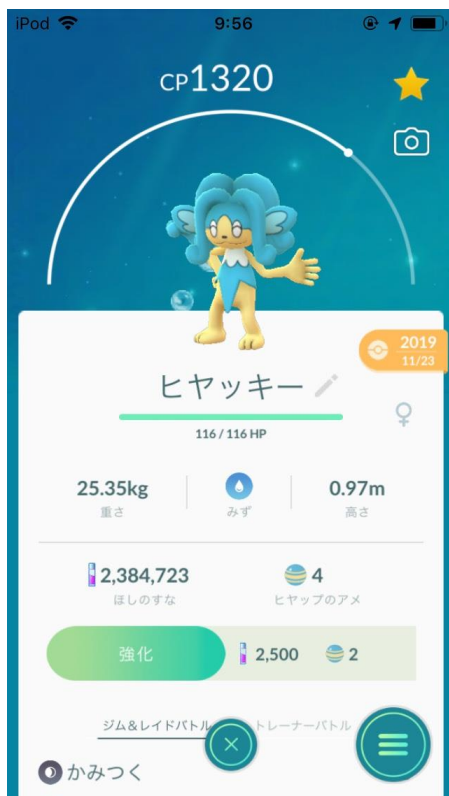 iPod 9:56
CP1320
2019
11/23
ヒヤッキー
116 / 116 HP
25.35kg
重さ
みず
0.97m
高さ
2,384,723
ほしのすな
4
ヒヤップのアメ
強化 2,500 2
ジム&レイドバトル トレーナーバトル
かみつく